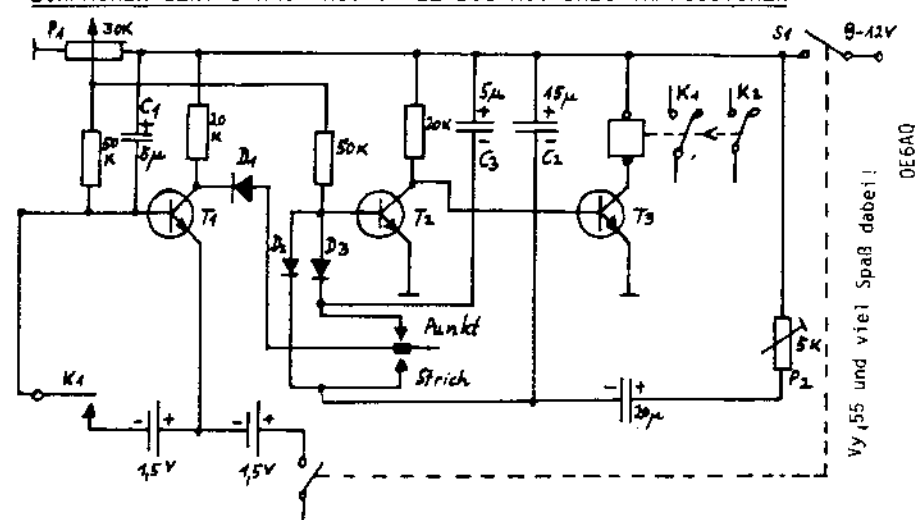 P1
30K
S1
9-12V
C1
+
5µ
50
K
20
K
D1
T1
50K
20K
5µ
+
-
C3
15µ
+
-
C2
K1
K2
T2
T3
D2
D3
Punkt
Strich
K1
- +
1,5V
- +
1,5V
- +
20µ
5K
P2
Vy 55 und viel Spaß dabei!
OE6AQ